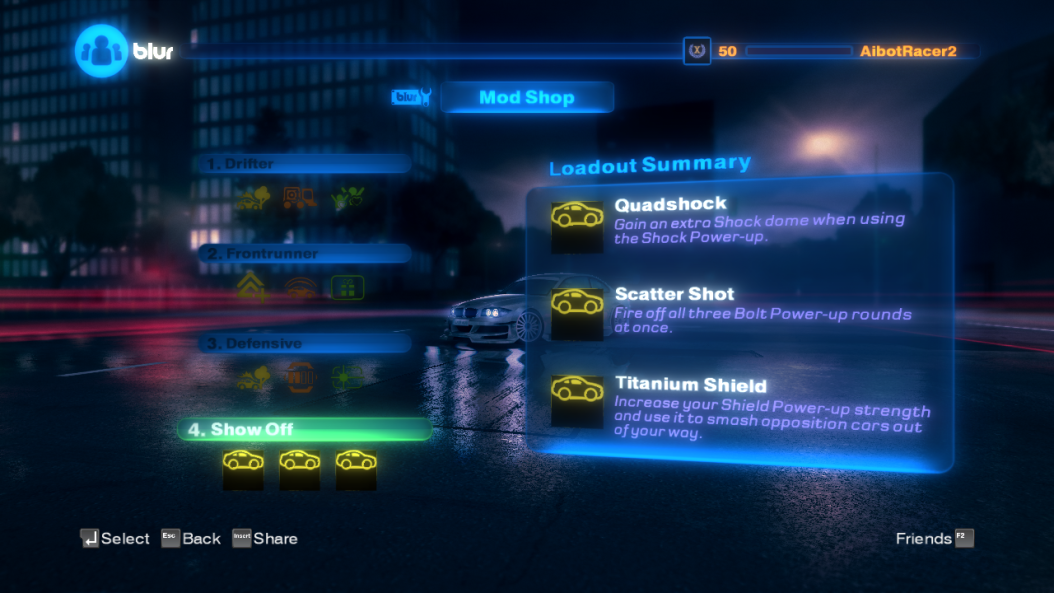 blur
50
AibotRacer2
blur
Mod Shop
1. Drifter
2. Frontrunner
3. Defensive
4. Show Off
Loadout Summary
Quadshock
Gain an extra Shock dome when using
the Shock Power-up.
Scatter Shot
Fire off all three Bolt Power-up rounds
at once.
Titanium Shield
Increase your Shield Power-up strength
and use it to smash opposition cars out
of your way.
Select
Esc
Back
Insert
Share
Friends
F2